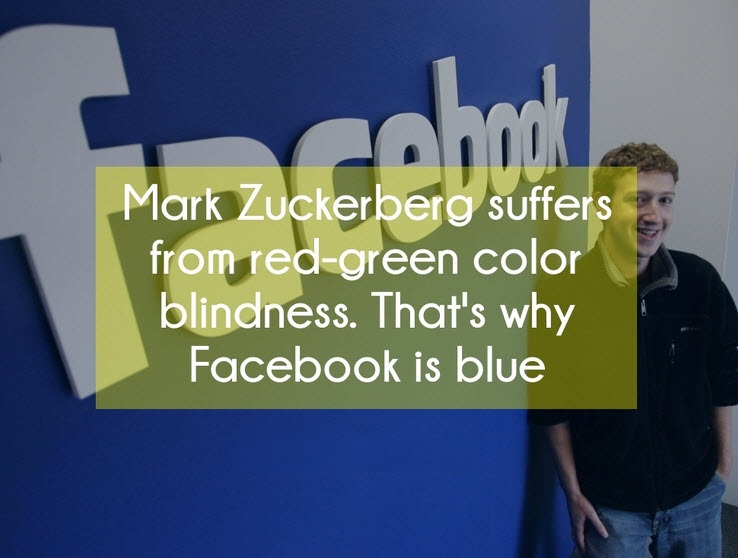 facebook
Mark Zuckerberg suffers
from red-green color
blindness. That's why
Facebook is blue